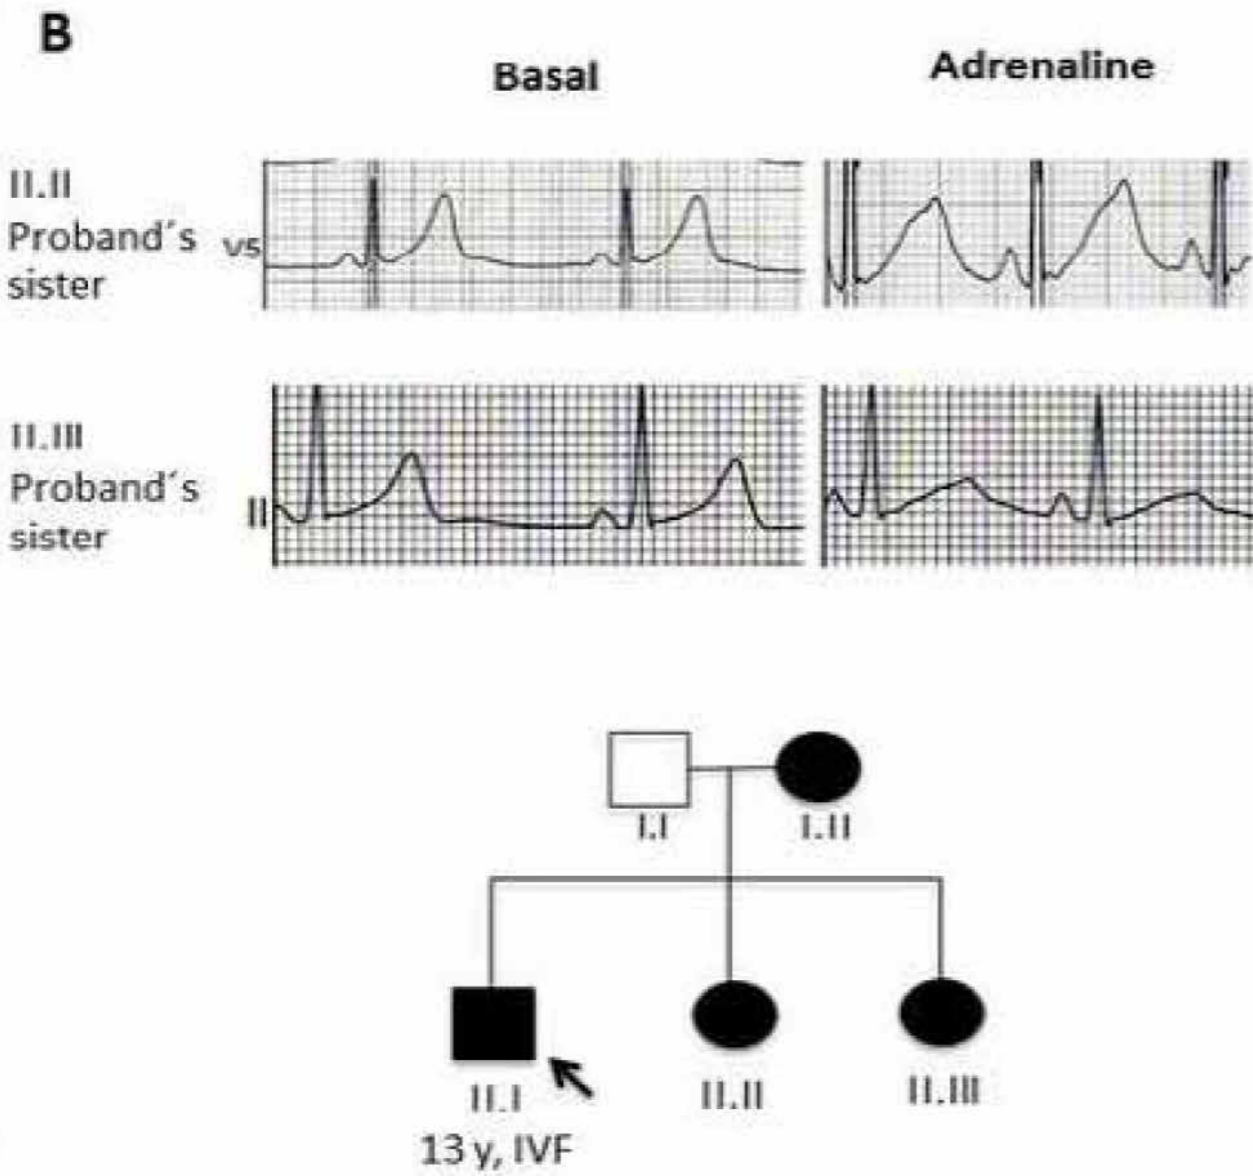 B
Basal
Adrenaline
II.II
Proband´s
sister
V5
II.III
Proband´s
sister
II
I.I
I.II
II.I
II.II
II.III
13 y, IVF